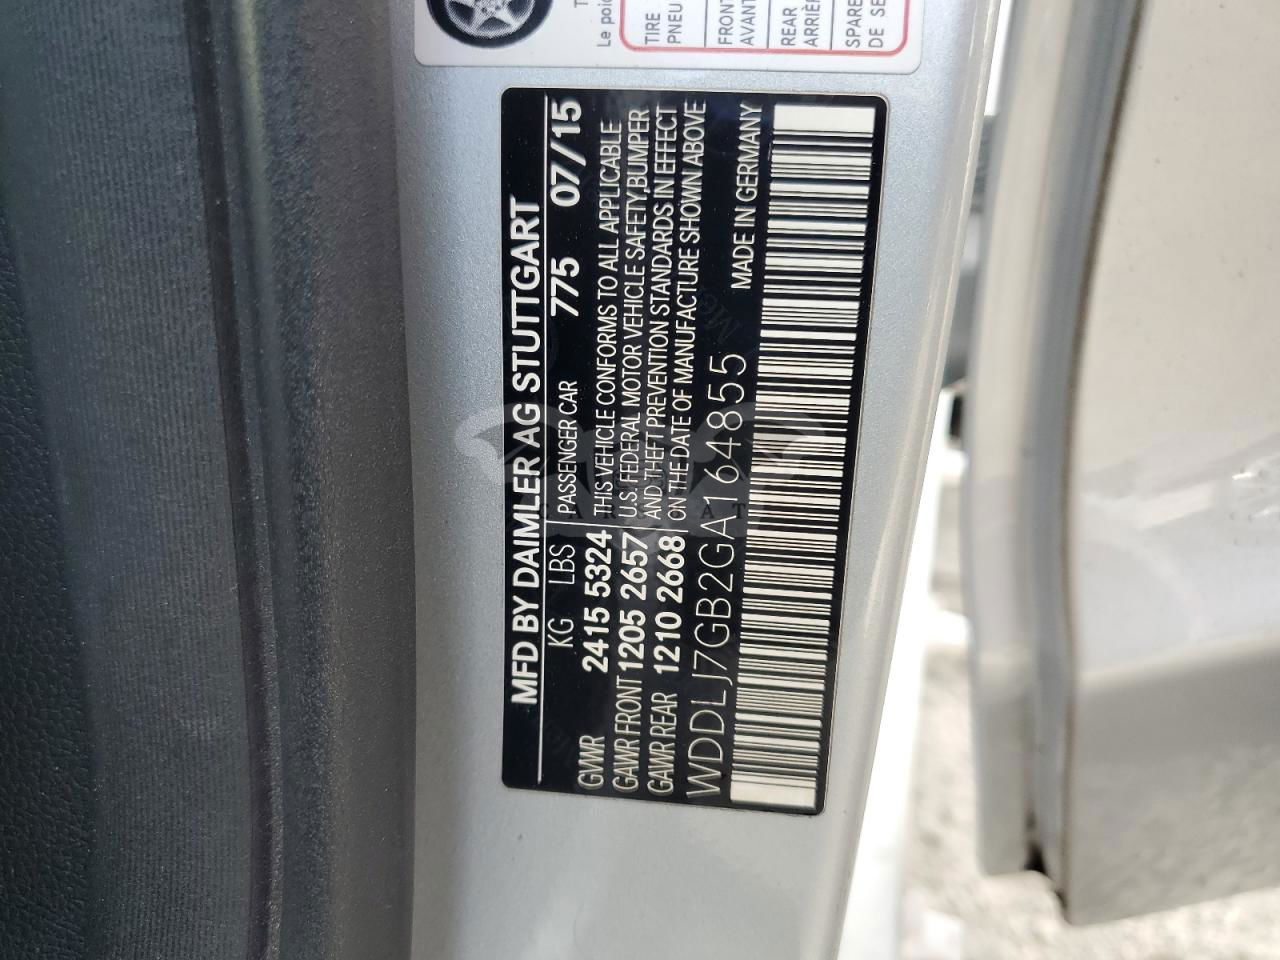 T
Le poi
TIRE
PNEU
FRONT
AVANT
REAR
ARRIÈR
SPARE
DE SE
MFD BY DAIMLER AG STUTTGART
KG LBS PASSENGER CAR 775 07/15
GVWR 2415 5324 THIS VEHICLE CONFORMS TO ALL APPLICABLE
GAWR FRONT 1205 2657 U.S. FEDERAL MOTOR VEHICLE SAFETY,BUMPER
GAWR REAR 1210 2668 AND THEFT PREVENTION STANDARDS IN EFFECT
ON THE DATE OF MANUFACTURE SHOWN ABOVE
WDDLJ7GB2GA164855 MADE IN GERMANY